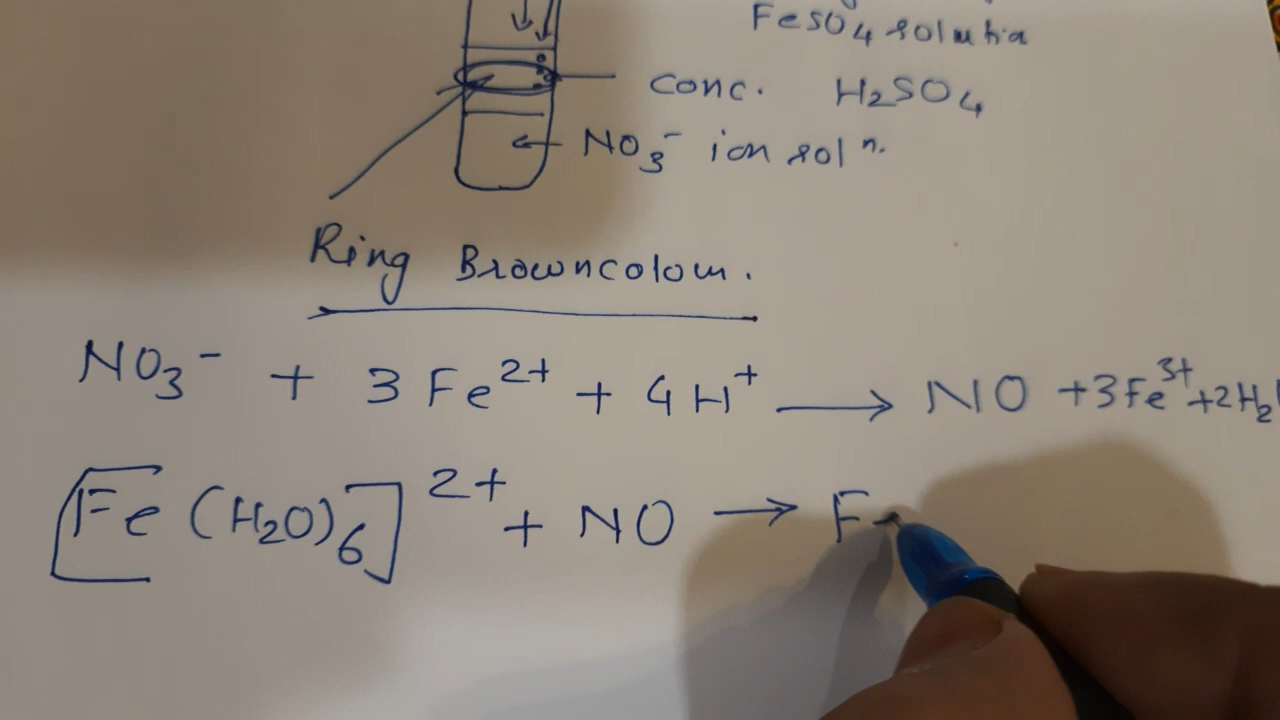 FeSO4 solution
Conc. H2SO4
NO3⁻ ion solⁿ.
Ring Browncolour.
NO3⁻ + 3Fe²⁺ + 4H⁺ → NO + 3Fe³⁺ + 2H2
[Fe(H2O)6]²⁺ + NO → F